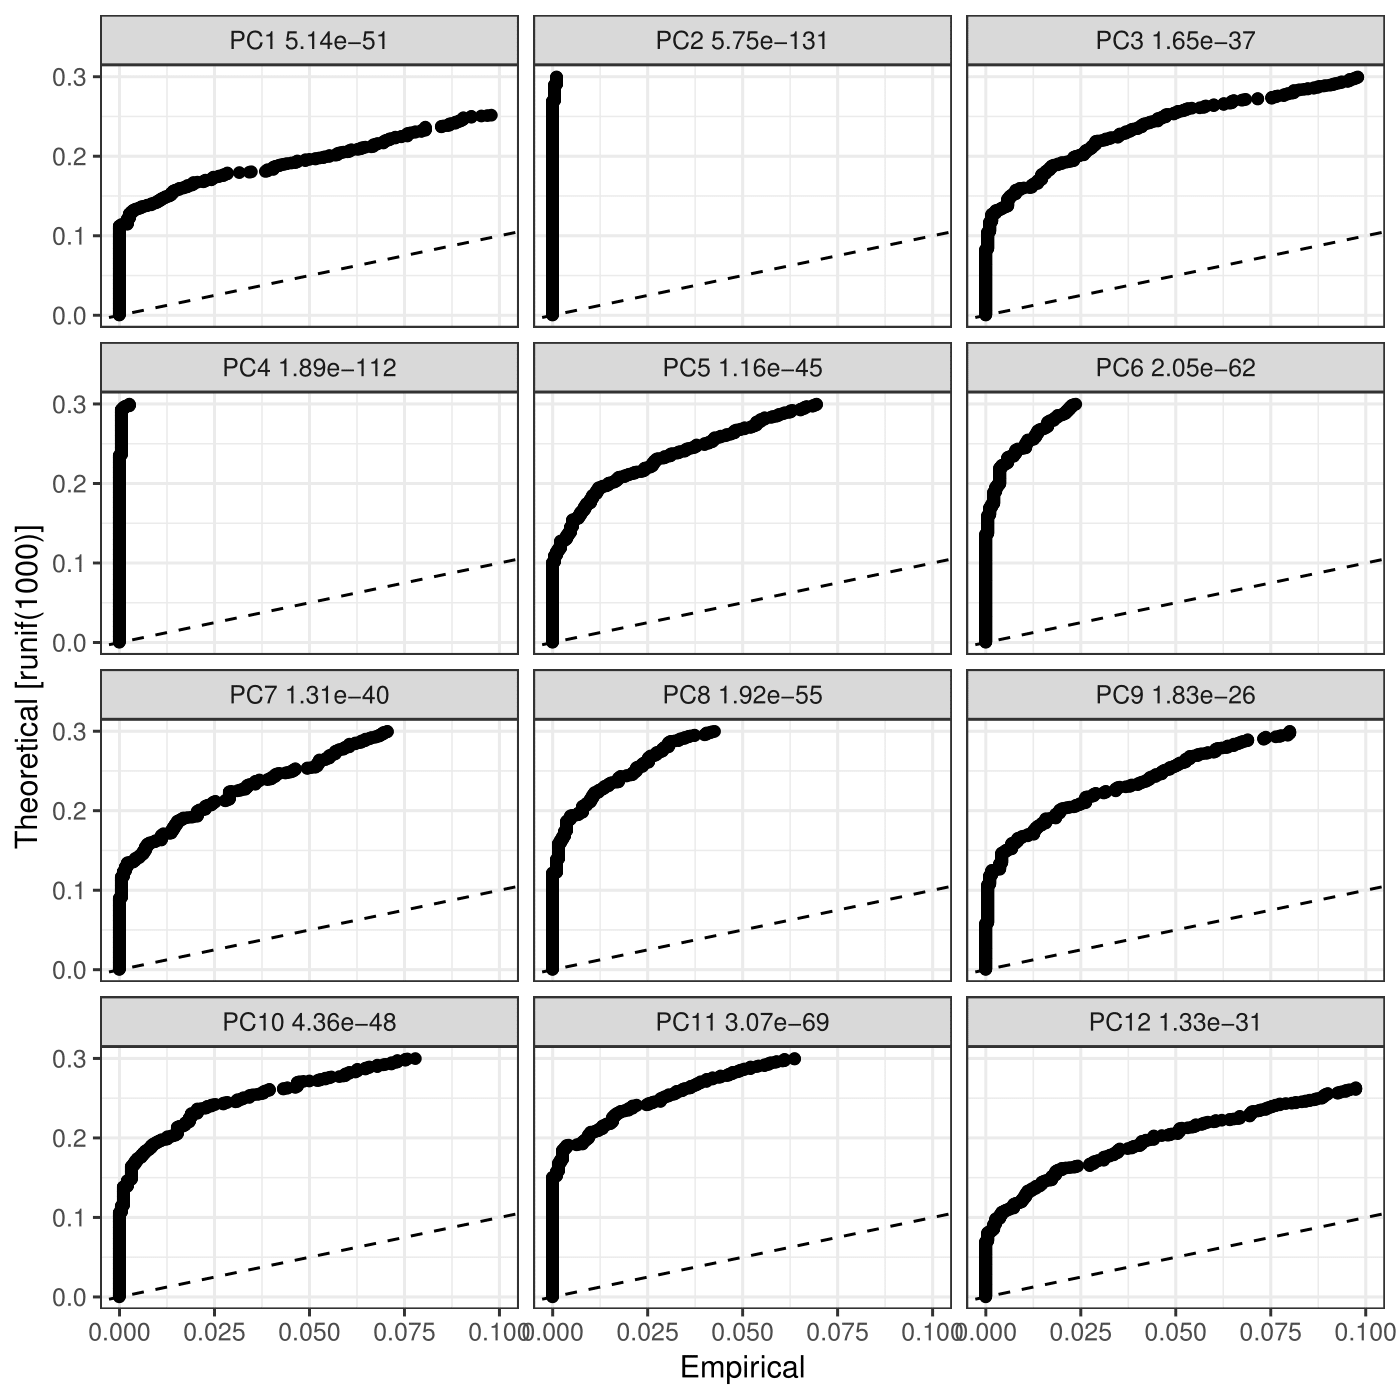 PC1 5.14e−51
PC2 5.75e−131
PC3 1.65e−37
0.3
0.2
0.1
0.0
PC4 1.89e−112
PC5 1.16e−45
PC6 2.05e−62
0.3
0.2
0.1
0.0
PC7 1.31e−40
PC8 1.92e−55
PC9 1.83e−26
0.3
0.2
0.1
0.0
PC10 4.36e−48
PC11 3.07e−69
PC12 1.33e−31
0.3
0.2
0.1
0.0
0.000 0.025 0.050 0.075 0.100
0.000 0.025 0.050 0.075 0.100
0.000 0.025 0.050 0.075 0.100
Empirical
Theoretical [runif(1000)]